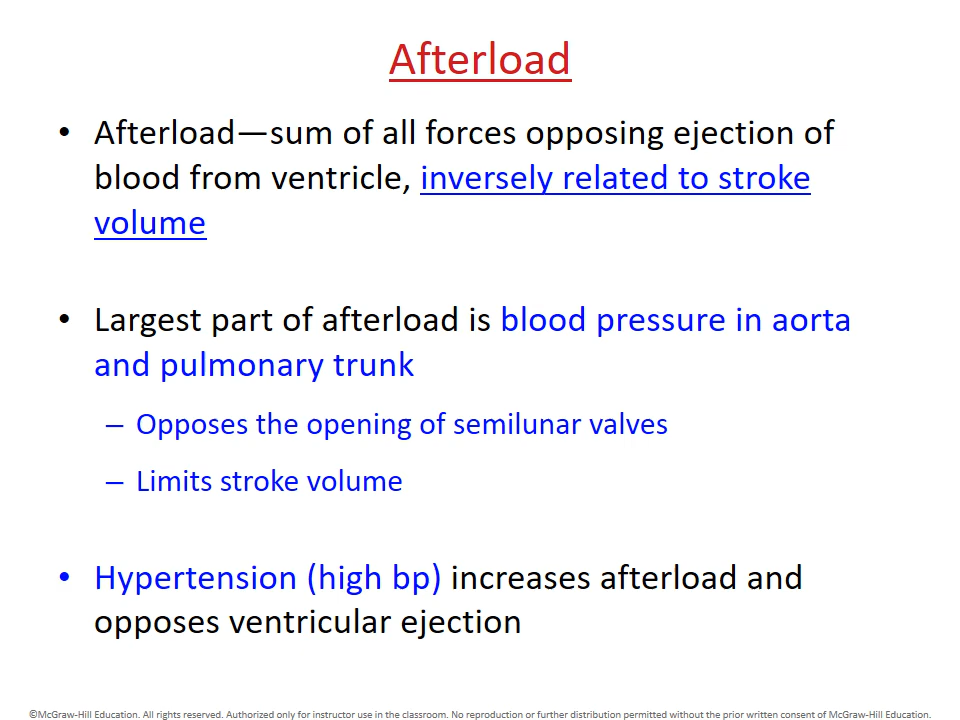 Afterload
• Afterload—sum of all forces opposing ejection of
blood from ventricle, inversely related to stroke
volume
• Largest part of afterload is blood pressure in aorta
and pulmonary trunk
– Opposes the opening of semilunar valves
– Limits stroke volume
• Hypertension (high bp) increases afterload and
opposes ventricular ejection
©McGraw-Hill Education. All rights reserved. Authorized only for instructor use in the classroom. No reproduction or further distribution permitted without the prior written consent of McGraw-Hill Education.